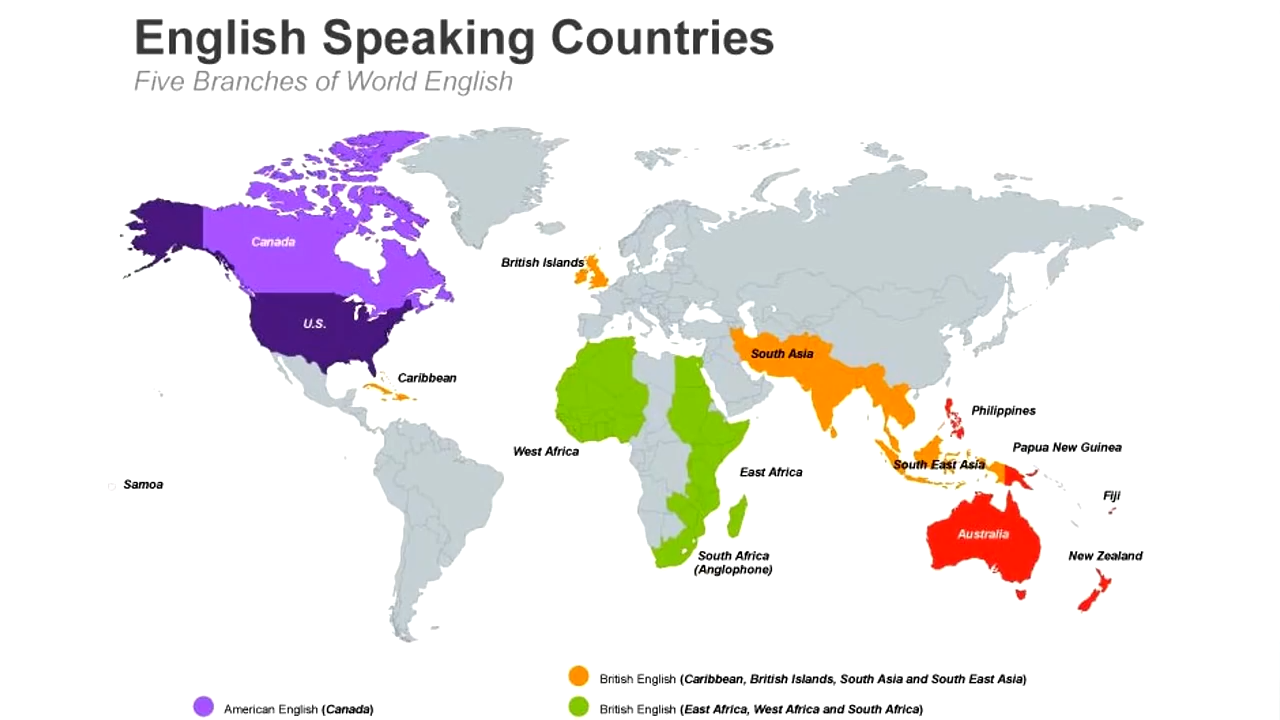 English Speaking Countries
Five Branches of World English
Canada
British Islands
U.S.
South Asia
Caribbean
Philippines
Papua New Guinea
West Africa
South East Asia
East Africa
Samoa
Fiji
Australia
South Africa
(Anglophone)
New Zealand
British English (Caribbean, British Islands, South Asia and South East Asia)
American English (Canada)
British English (East Africa, West Africa and South Africa)